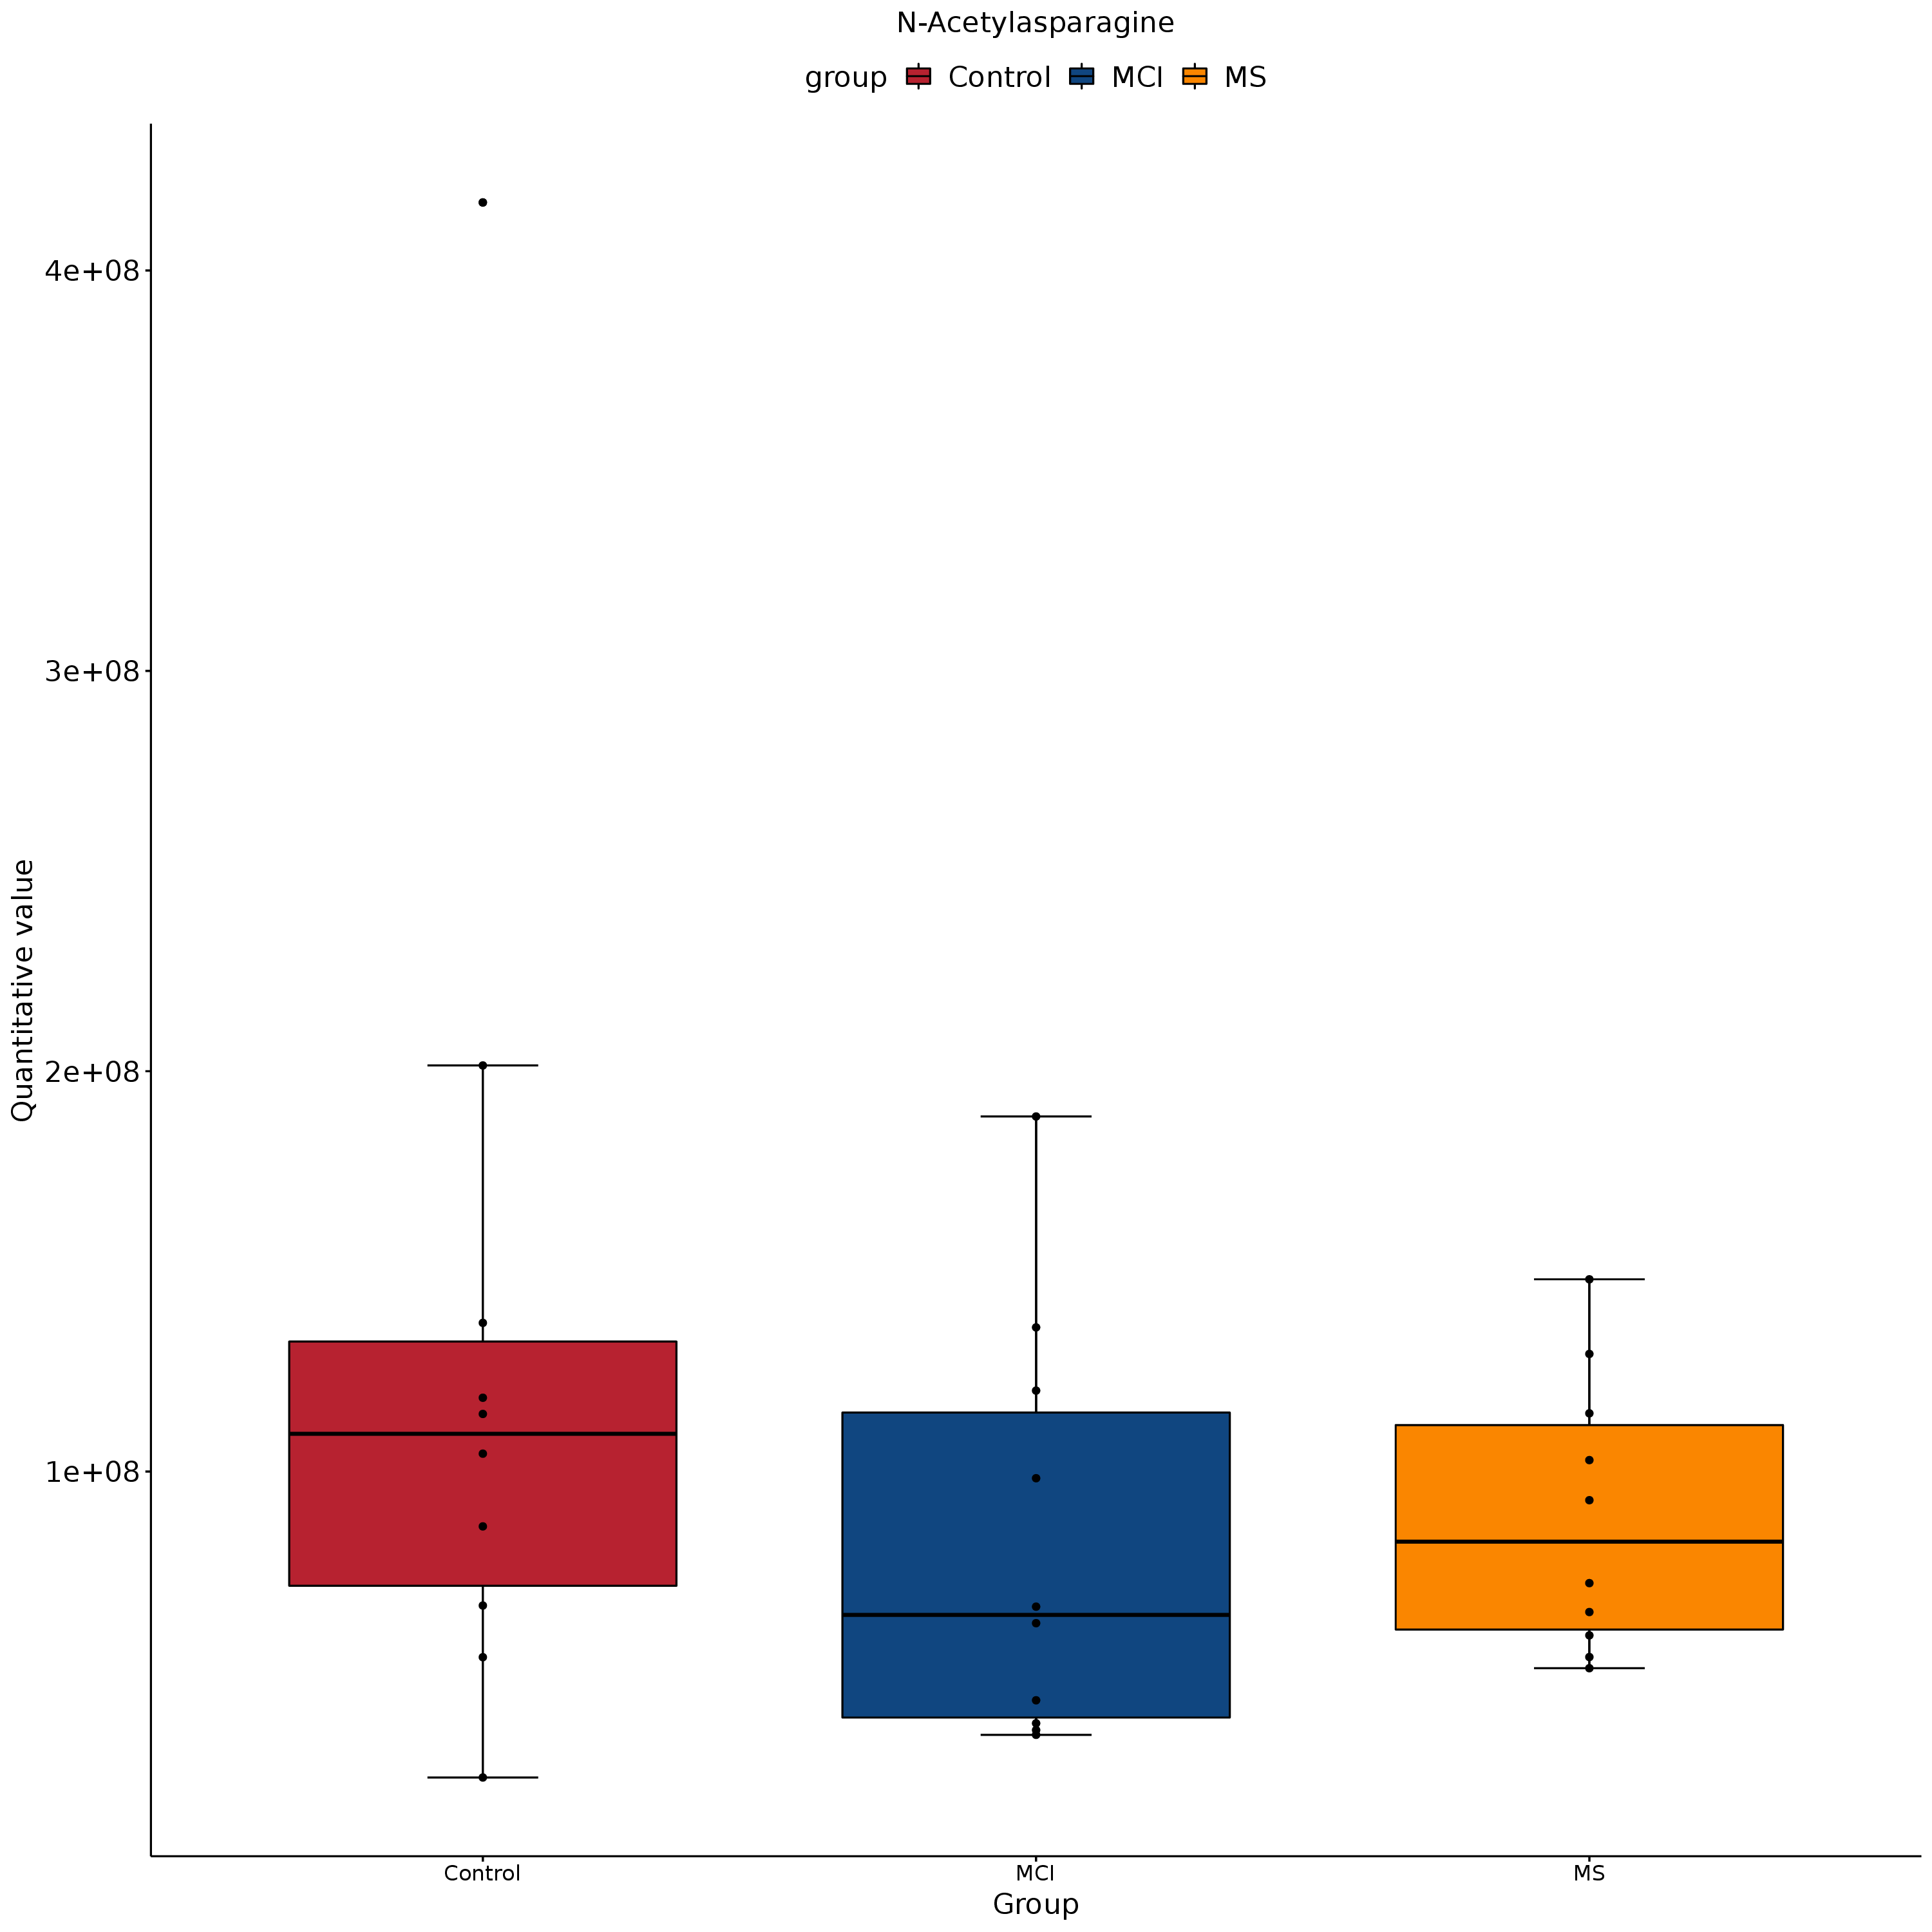 N-Acetylasparagine
group Control MCI MS
4e+08
3e+08
2e+08
1e+08
Quantitative value
Control MCI MS
Group